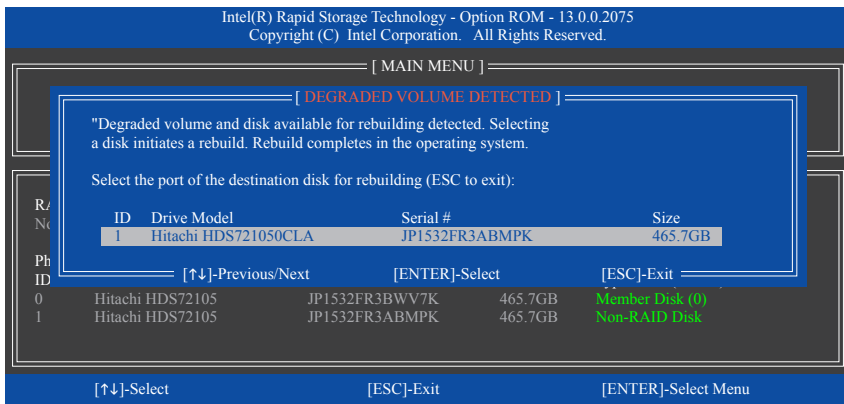 Intel(R) Rapid Storage Technology - Option ROM - 13.0.0.2075
Copyright (C) Intel Corporation. All Rights Reserved.
[ MAIN MENU ]
[ DEGRADED VOLUME DETECTED ]
"Degraded volume and disk available for rebuilding detected. Selecting
a disk initiates a rebuild. Rebuild completes in the operating system.
Select the port of the destination disk for rebuilding (ESC to exit):
ID Drive Model Serial # Size
1 Hitachi HDS721050CLA JP1532FR3ABMPK 465.7GB
[↑↓]-Previous/Next [ENTER]-Select [ESC]-Exit
ID
0 Hitachi HDS72105 JP1532FR3BWV7K 465.7GB Member Disk (0)
1 Hitachi HDS72105 JP1532FR3ABMPK 465.7GB Non-RAID Disk
[↑↓]-Select [ESC]-Exit [ENTER]-Select Menu